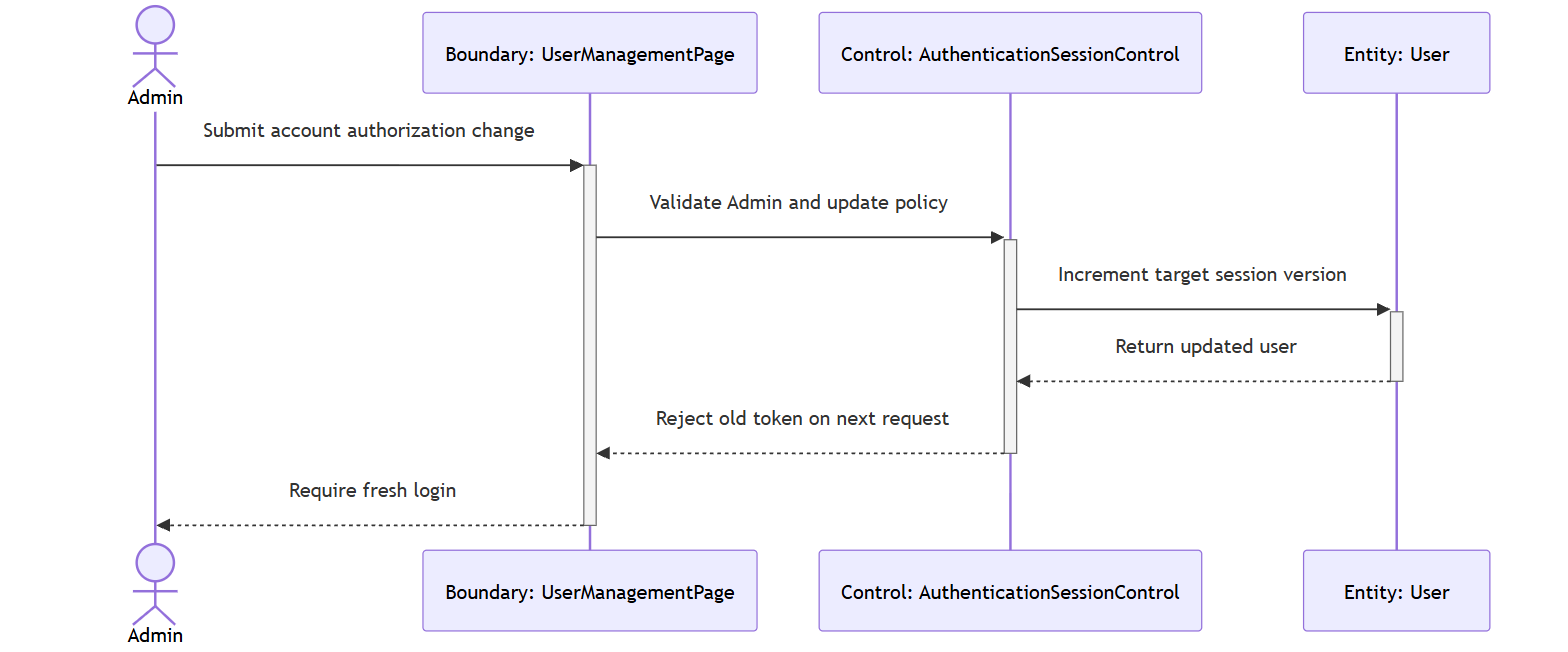 Admin
Boundary: UserManagementPage
Control: AuthenticationSessionControl
Entity: User
Submit account authorization change
Validate Admin and update policy
Increment target session version
Return updated user
Reject old token on next request
Require fresh login
Admin
Boundary: UserManagementPage
Control: AuthenticationSessionControl
Entity: User